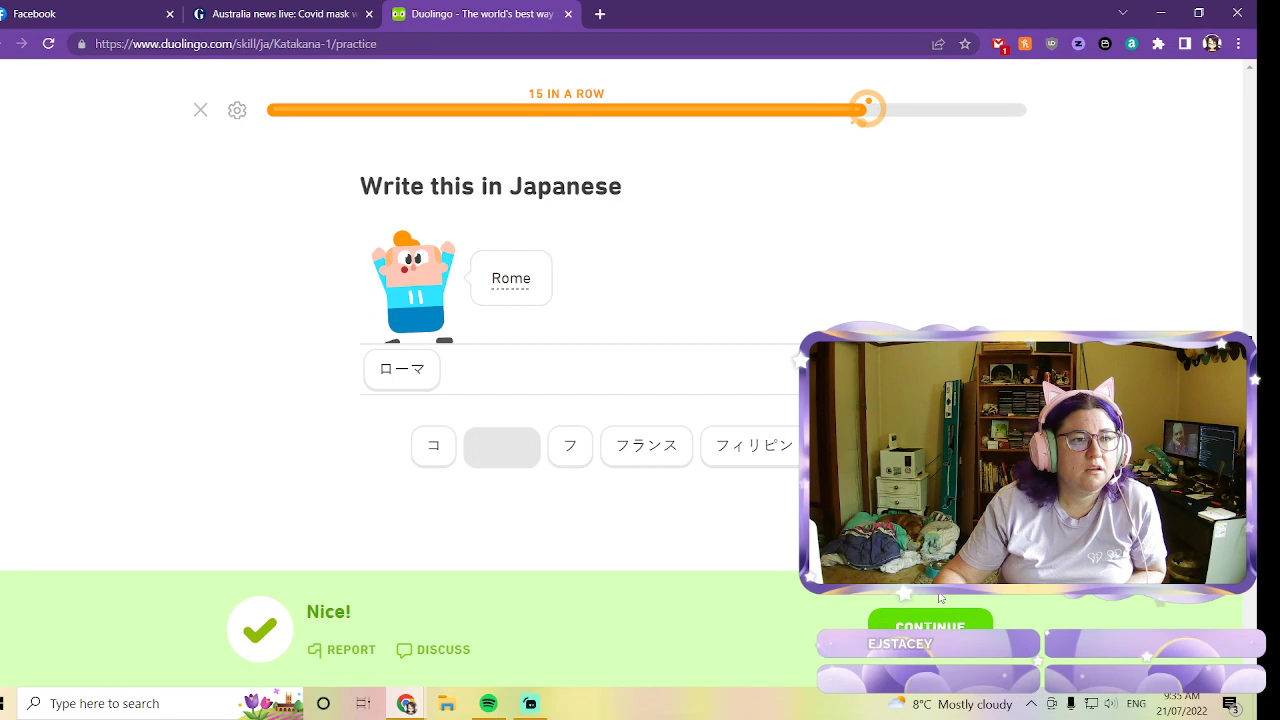 Facebook
Australia news live: Covid mask w
Duolingo - The world's best wa
https://www.duolingo.com/skill/ja/Katakana-1/practice
1
15 IN A ROW
Write this in Japanese
Rome
ローマ
コ
フ
フランス
フィリピン
Nice!
REPORT
DISCUSS
CONTINUE
EJSTACEY
Type here to search
8°C Mostly cloudy
ENG
9:35 AM
21/07/2022
3